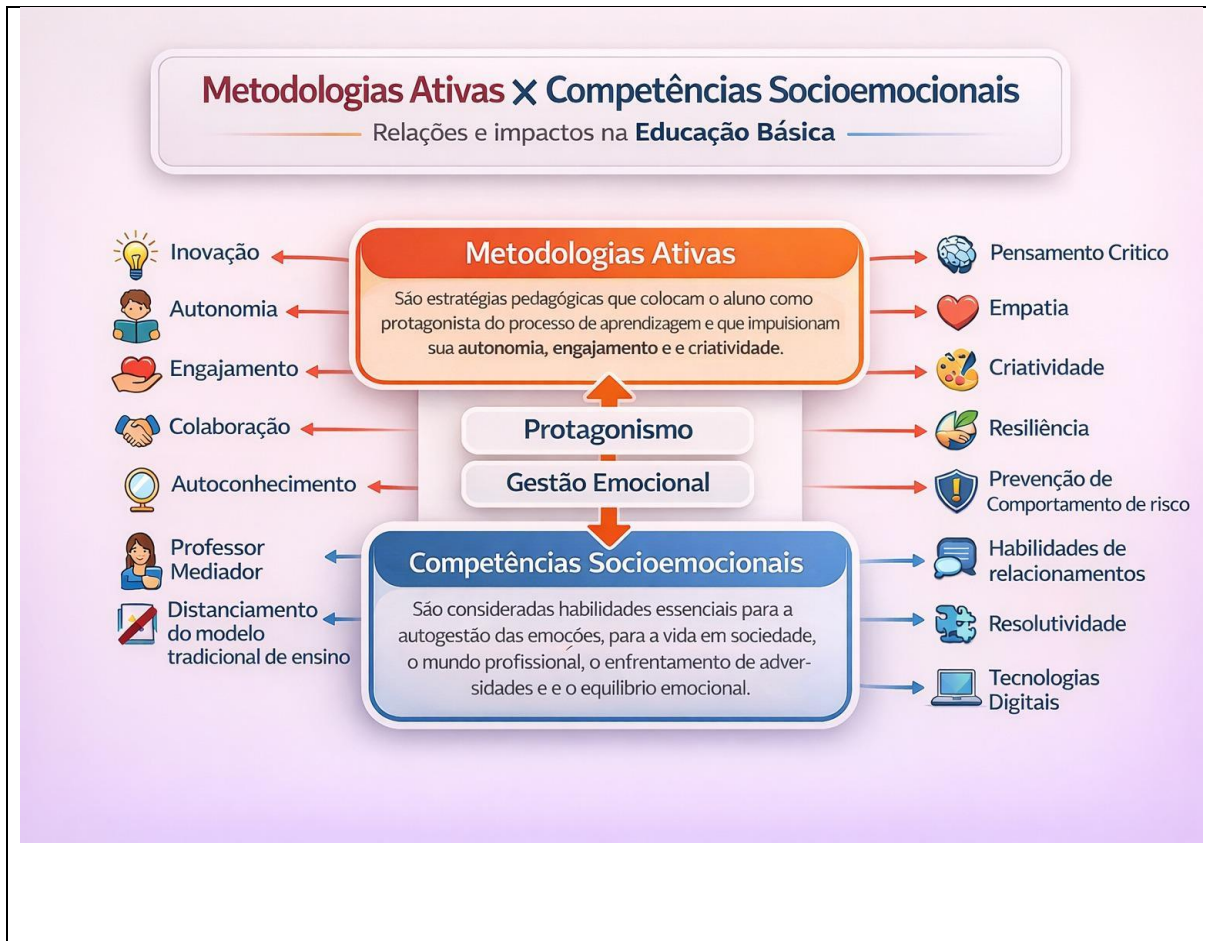 Metodologias Ativas X Competências Socioemocionais
Relações e impactos na Educação Básica
Inovação
Autonomia
Engajamento
Colaboração
Autoconhecimento
Professor
Mediador
Distanciamento
do modelo
tradicional de ensino
Metodologias Ativas
São estratégias pedagógicas que colocam o aluno como
protagonista do processo de aprendizagem e que impuisionam
sua autonomia, engajamento e e criatividade.
Protagonismo
Gestão Emocional
Competências Socioemocionais
São consideradas habilidades essenciais para a
autogestão das emocóes, para a vida em sociedade,
o mundo profissional, o enfrentamento de adver-
sidades e e o equilibrio emocional.
Pensamento Critico
Empatia
Criatividade
Resiliência
Prevenção de
Comportamento de risco
Habilidades de
relacionamentos
Resolutividade
Tecnologias
Digitais